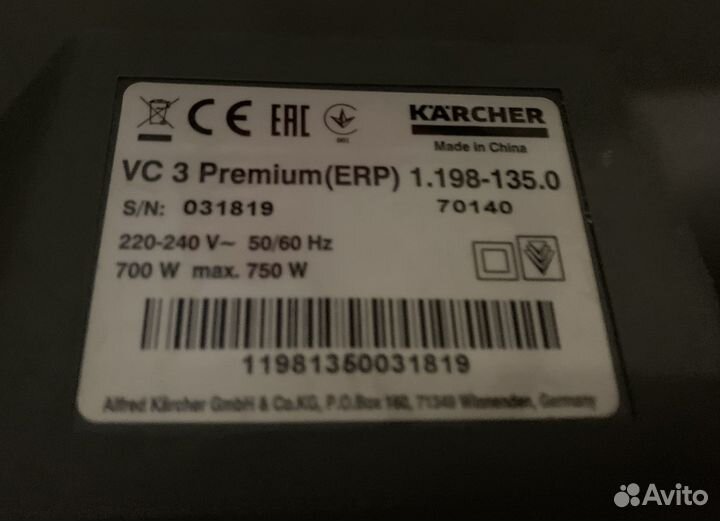 CE EAC
KÄRCHER
Made in China
VC 3 Premium(ERP) 1.198-135.0
S/N: 031819 70140
220-240 V~ 50/60 Hz
700 W max. 750 W
11981350031819
Alfred Kärcher GmbH & Co.KG, P.O.Box 160, 71349 Winnenden, Germany
Avito